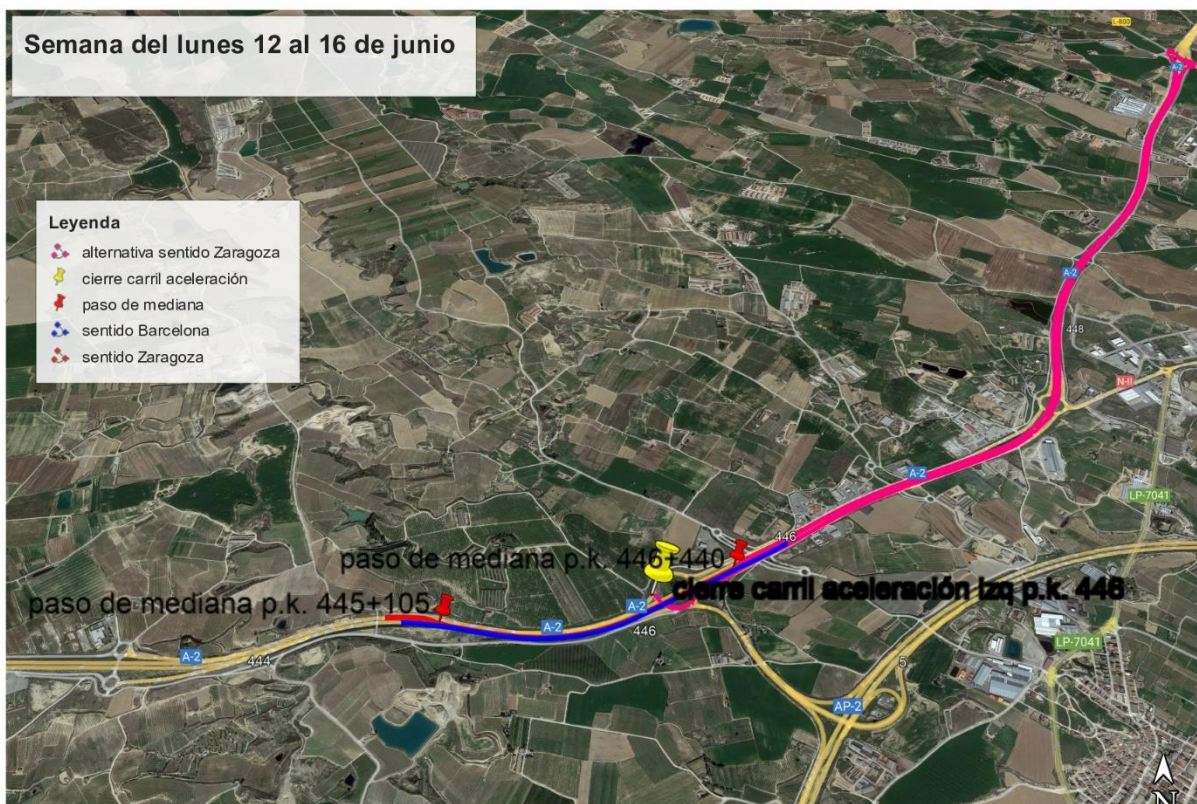 Semana del lunes 12 al 16 de junio
L-800
A-2
Leyenda
alternativa sentido Zaragoza
cierre carril aceleración
paso de mediana
sentido Barcelona
sentido Zaragoza
A-2
448
N-II
A-2
LP-7041
446
paso de mediana p.k. 446+440
cierre carril aceleración Izq p.k. 446
paso de mediana p.k. 445+105
A-2
A-2
446
A-2
444
LP-7041
5
AP-2
N